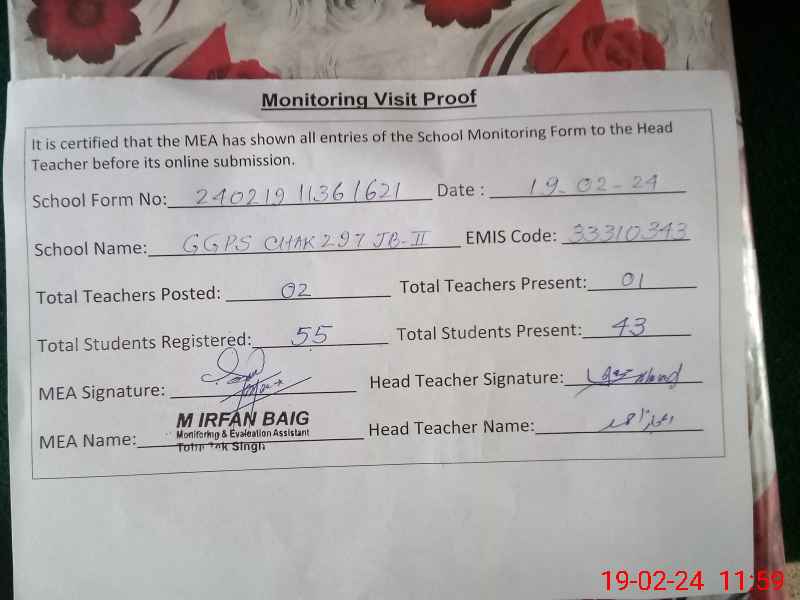 Monitoring Visit Proof
It is certified that the MEA has shown all entries of the School Monitoring Form to the Head
Teacher before its online submission.
School Form No: 24021911361621 Date : 19-02-24
School Name: GGPS CHAK 297 JB-II EMIS Code: 33310343
Total Teachers Posted: 02 Total Teachers Present: 01
Total Students Registered: 55 Total Students Present: 43
MEA Signature: Head Teacher Signature:
M IRFAN BAIG
Monitoring & Evaluation Assistant
MEA Name: Head Teacher Name:
Toba Tek Singh
19-02-24 11:59